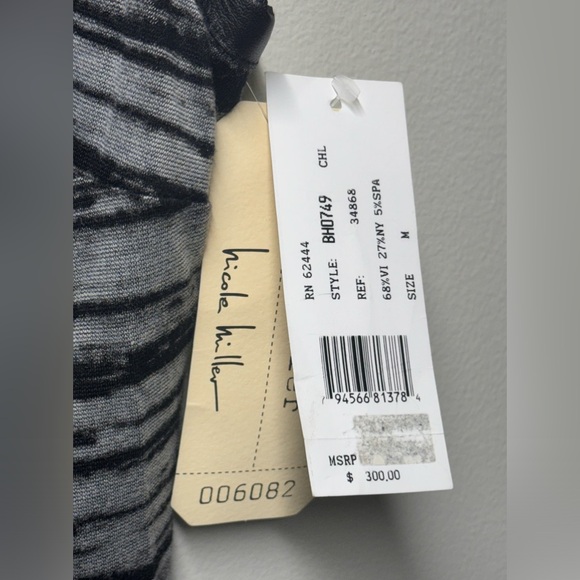 nicole miller
006082
CHL
RN 62444
STYLE: BH0749
REF: 34868
68%VI 27%NY 5%SPA
SIZE M
7 94566 81378 4
MSRP
$ 300.00